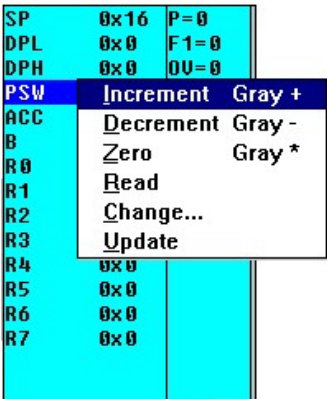 SP 0x16 P=0
DPL 0x0 F1=0
DPH 0x0 OV=0
PSW Increment Gray +
ACC Decrement Gray -
B Zero Gray *
R0 Read
R1
R2 Change...
R3 Update
R4 0x0
R5 0x0
R6 0x0
R7 0x0